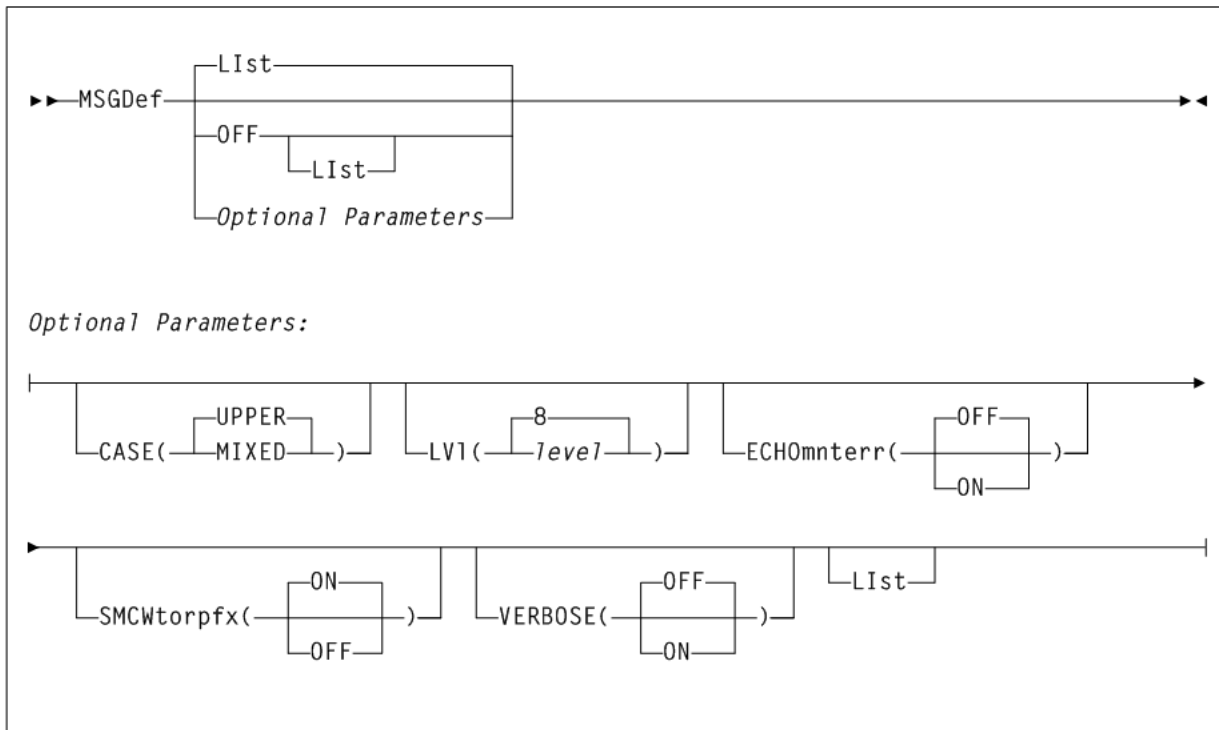 LIst
MSGDef
OFF
LIst
Optional Parameters
Optional Parameters:
UPPER OFF
8
CASE( MIXED ) LVl( level ) ECHOmnterr( )
ON
ON OFF LIst
SMCWtorpfx( ) VERBOSE( )
OFF ON